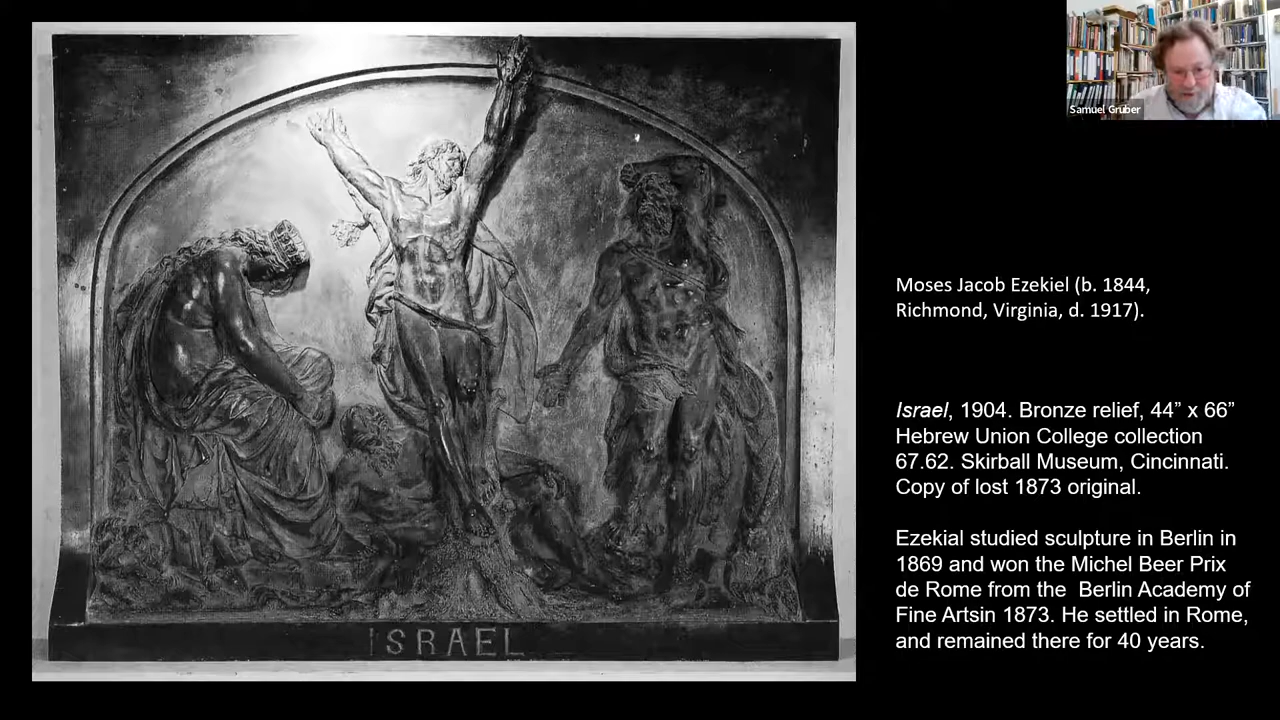 Samuel Gruber
Moses Jacob Ezekiel (b. 1844,
Richmond, Virginia, d. 1917).
Israel, 1904. Bronze relief, 44” x 66”
Hebrew Union College collection
67.62. Skirball Museum, Cincinnati.
Copy of lost 1873 original.
Ezekial studied sculpture in Berlin in
1869 and won the Michel Beer Prix
de Rome from the  Berlin Academy of
Fine Artsin 1873. He settled in Rome,
and remained there for 40 years.
ISRAEL